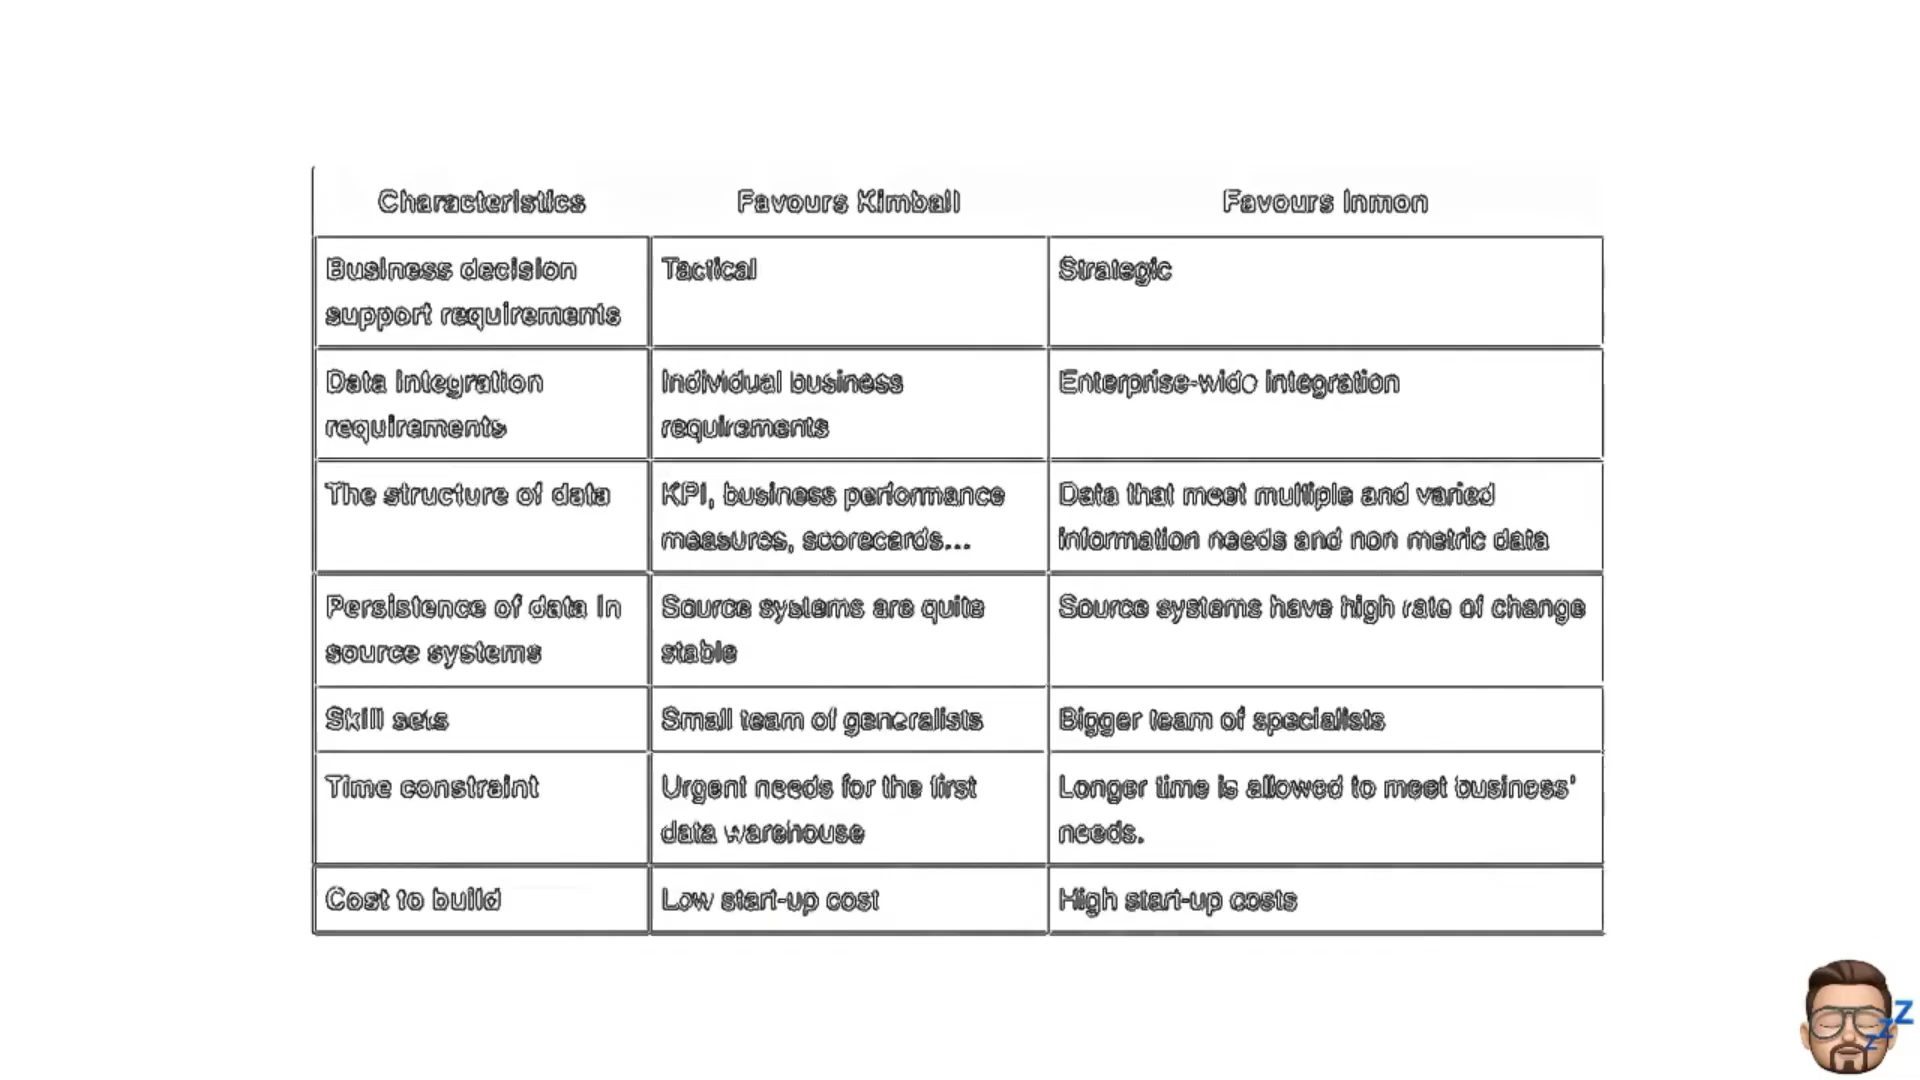 Characteristics Favours Kimball Favours Inmon
Business decision support requirements Tactical Strategic
Data integration requirements Individual business requirements Enterprise-wide integration
The structure of data KPI, business performance measures, scorecards... Data that meet multiple and varied information needs and non metric data
Persistence of data in source systems Source systems are quite stable Source systems have high rate of change
Skill sets Small team of generalists Bigger team of specialists
Time constraint Urgent needs for the first data warehouse Longer time is allowed to meet business' needs.
Cost to build Low start-up cost High start-up costs
z z Z